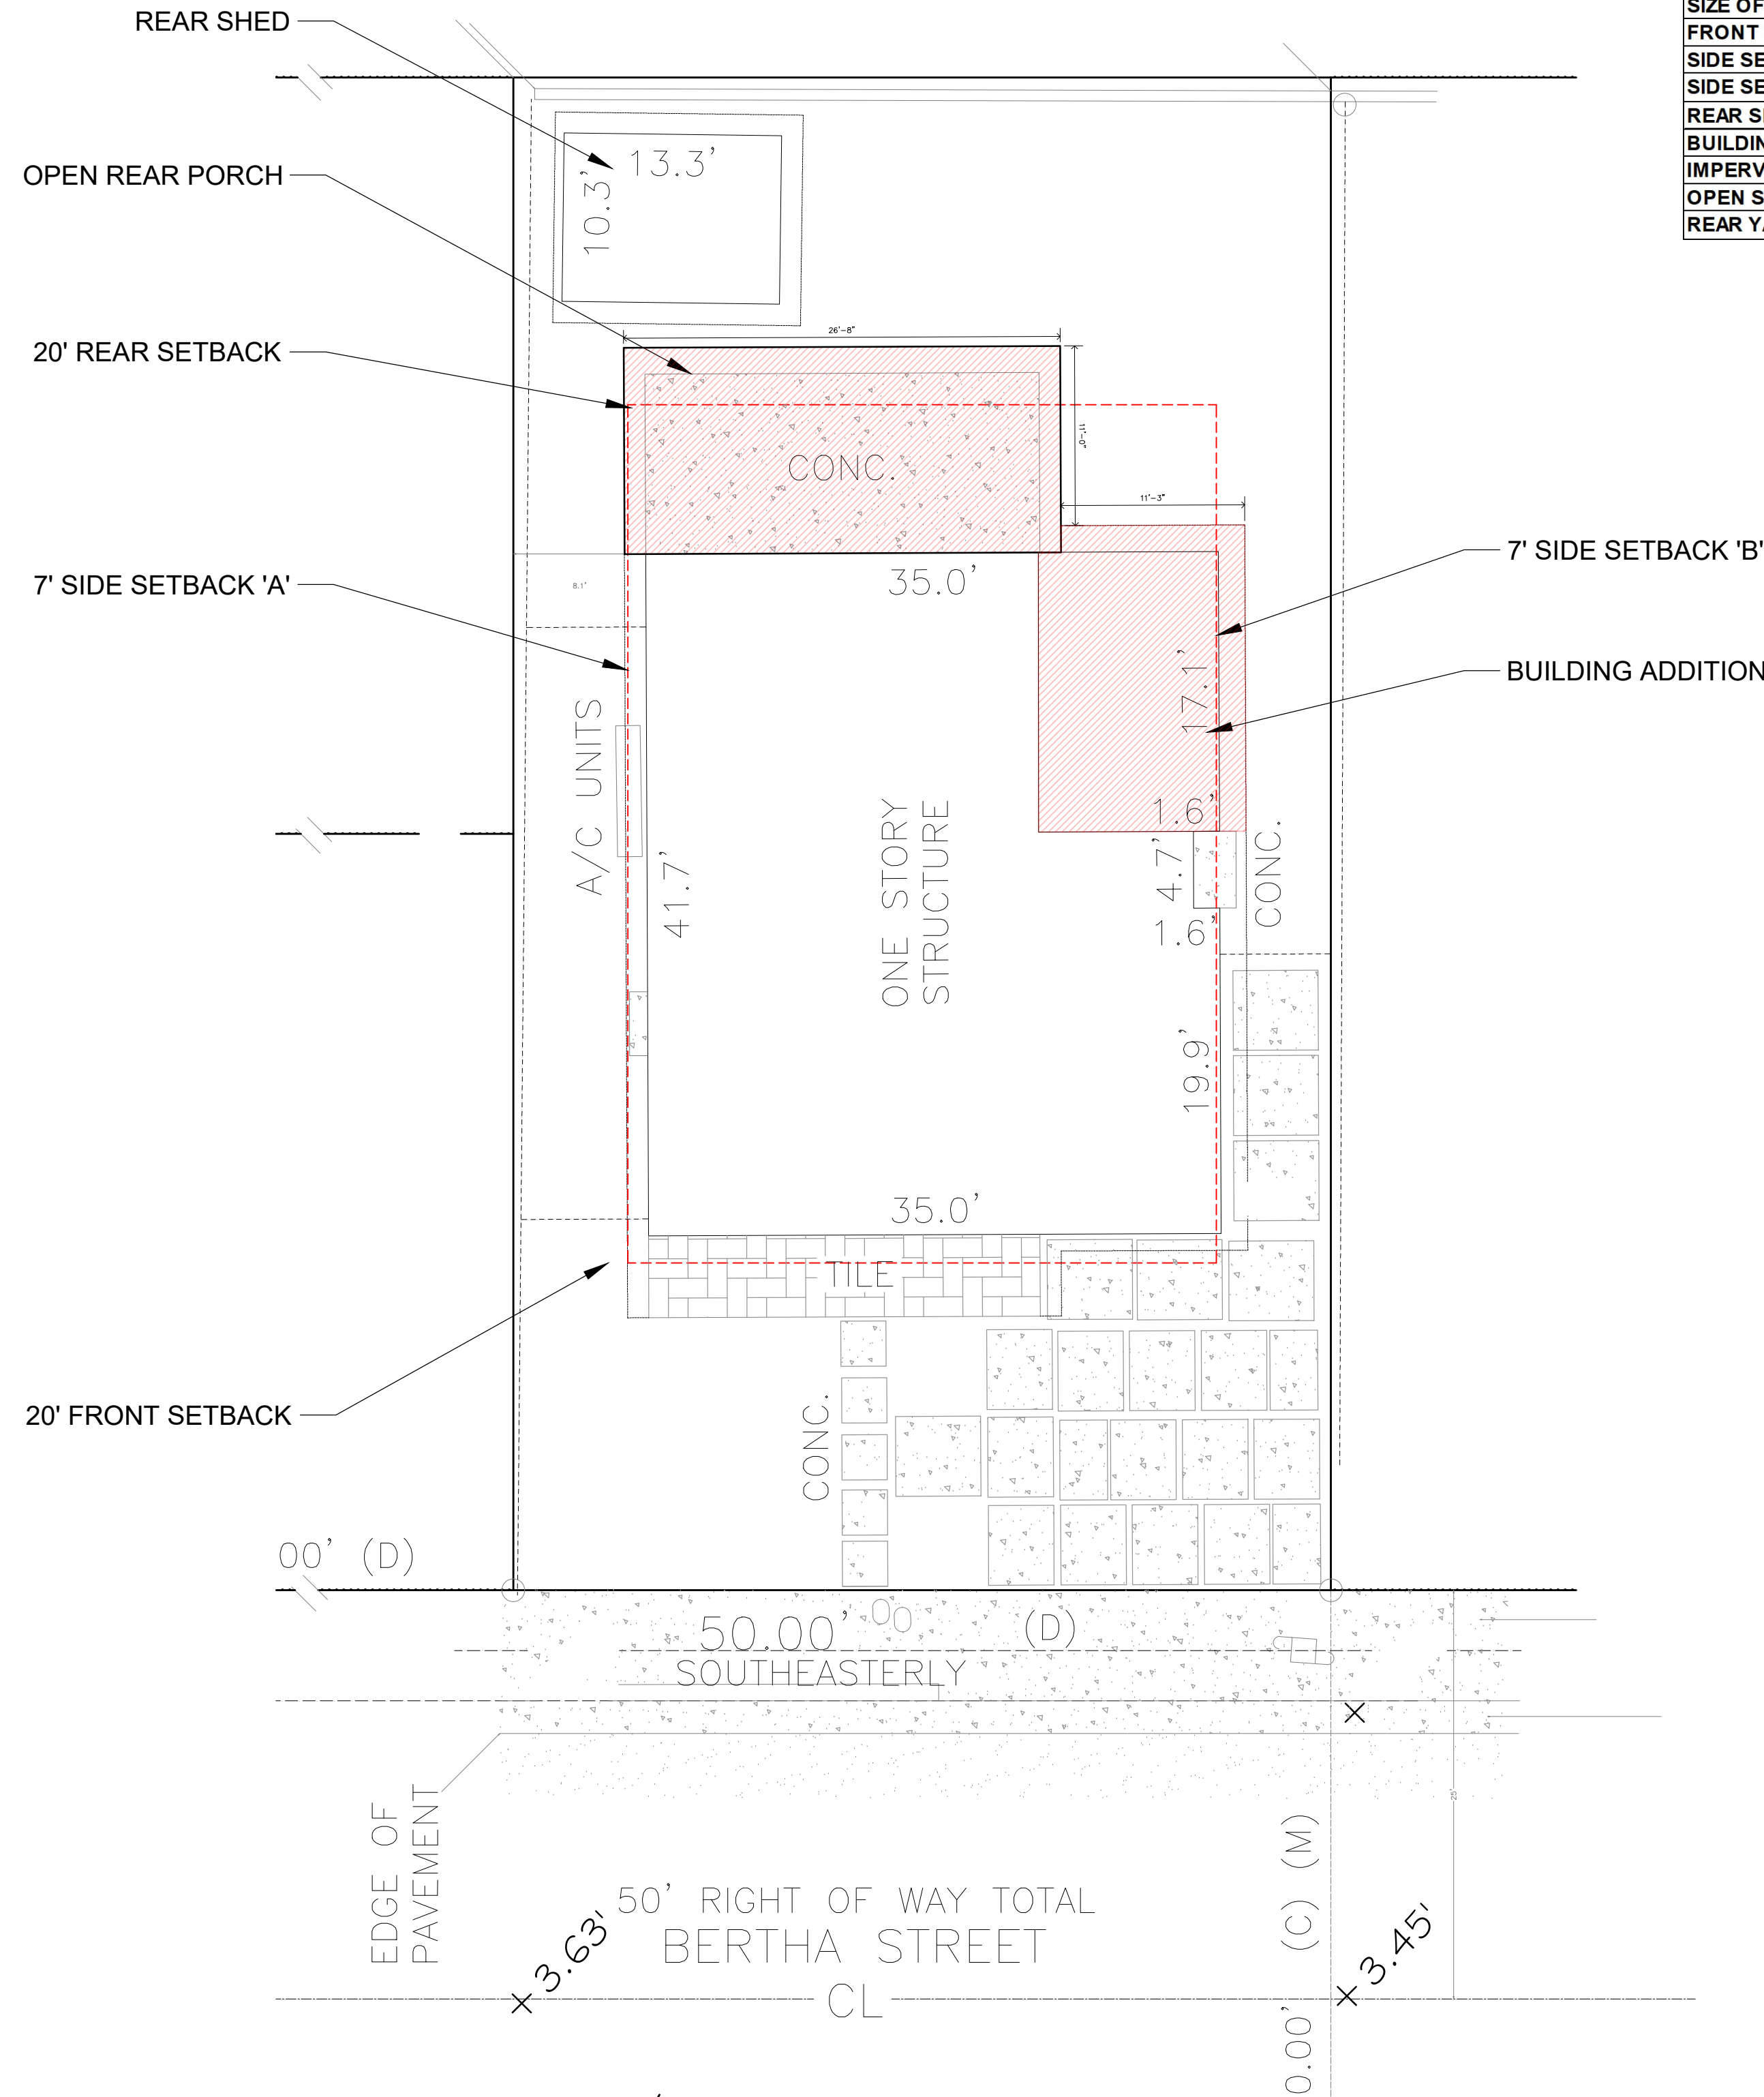 SIZE OF
FRONT
SIDE SE
SIDE SE
REAR S
BUILDIN
IMPERV
OPEN S
REAR Y
REAR SHED
13.3'
10.3'
OPEN REAR PORCH
26'-8"
20' REAR SETBACK
11'-0"
CONC.
11'-3"
7' SIDE SETBACK 'B'
35.0'
7' SIDE SETBACK 'A'
8.1'
17.1'
BUILDING ADDITION
A/C UNITS
1.6'
ONE STORY
STRUCTURE
41.7'
4.7'
CONC.
1.6'
19.9'
35.0'
TILE
20' FRONT SETBACK
CONC.
00' (D)
50.00' (D)
SOUTHEASTERLY
EDGE OF
PAVEMENT
25'
50' RIGHT OF WAY TOTAL
BERTHA STREET
3.63'
3.45'
CL
0.00' (C) (M)